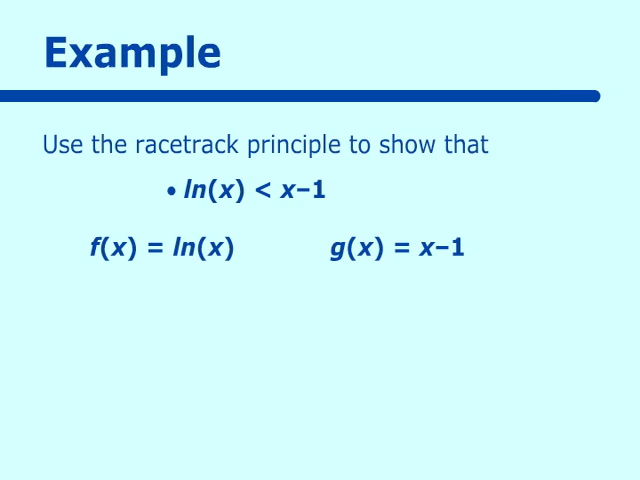 Example
Use the racetrack principle to show that
• ln(x) < x–1
f(x) = ln(x) g(x) = x–1